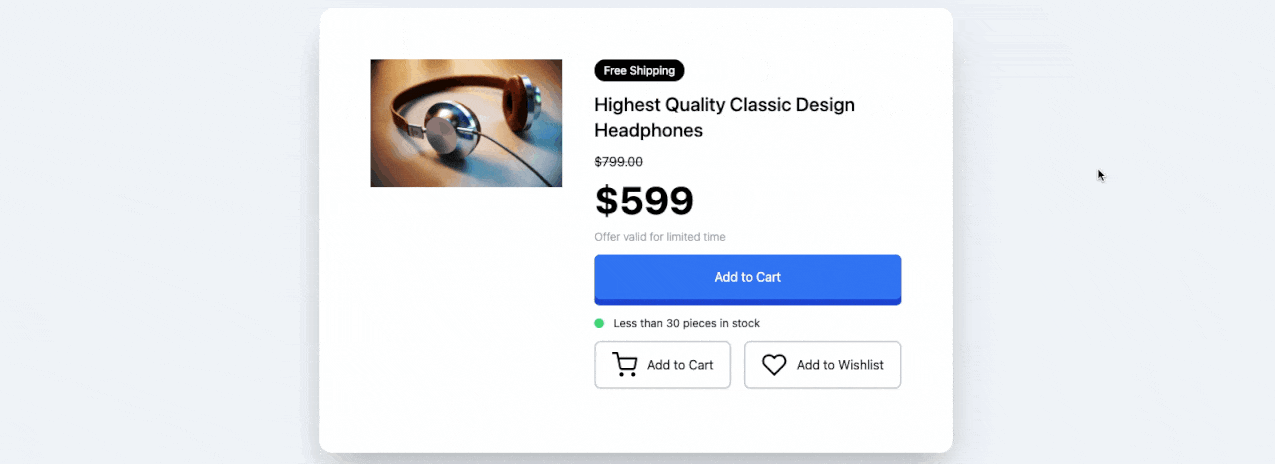 Free Shipping
Highest Quality Classic Design
Headphones
$799.00
$599
Offer valid for limited time
Add to Cart
Less than 30 pieces in stock
Add to Cart
Add to Wishlist